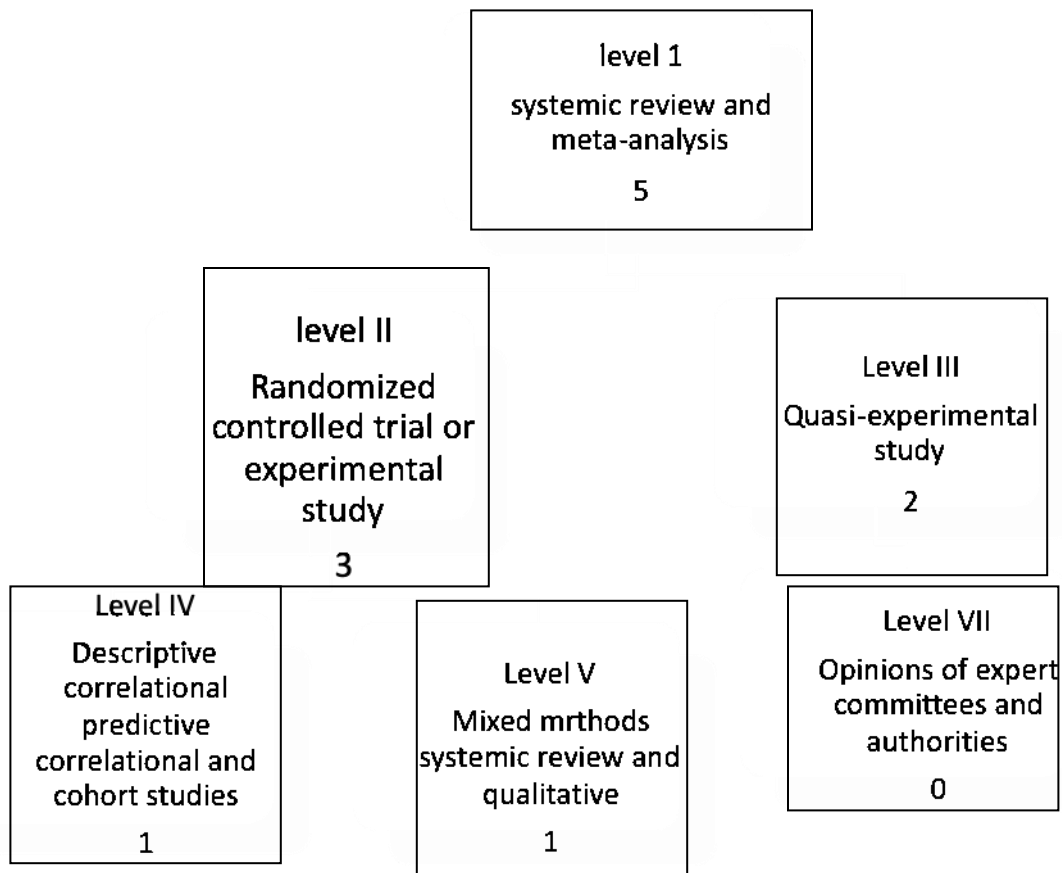 level 1
systemic review and
meta-analysis
5
level II
Randomized
controlled trial or
experimental
study
3
Level III
Quasi-experimental
study
2
Level IV
Descriptive
correlational
predictive
correlational and
cohort studies
1
Level V
Mixed mrthods
systemic review and
qualitative
1
Level VII
Opinions of expert
committees and
authorities
0